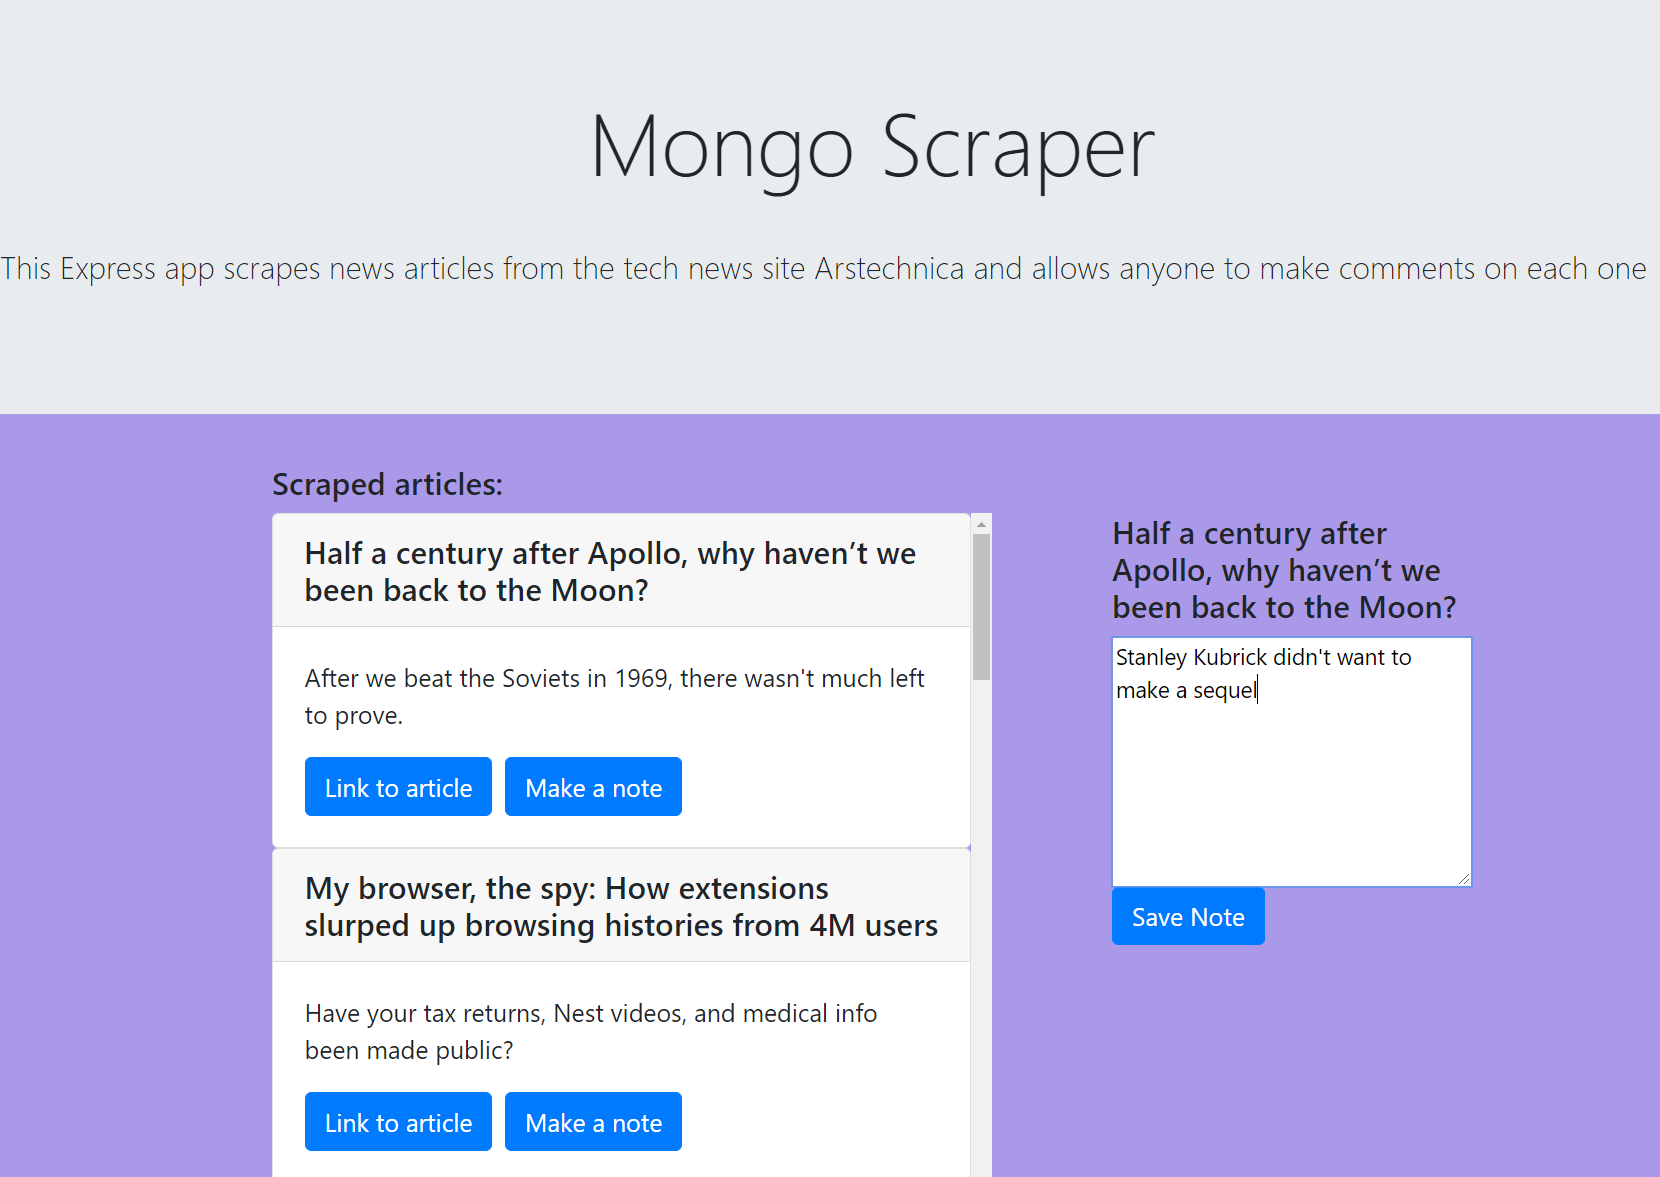 Mongo Scraper
This Express app scrapes news articles from the tech news site Arstechnica and allows anyone to make comments on each one
Scraped articles:
Half a century after Apollo, why haven’t we
been back to the Moon?
After we beat the Soviets in 1969, there wasn't much left
to prove.
Link to article
Make a note
My browser, the spy: How extensions
slurped up browsing histories from 4M users
Have your tax returns, Nest videos, and medical info
been made public?
Link to article
Make a note
Half a century after
Apollo, why haven’t we
been back to the Moon?
Stanley Kubrick didn't want to
make a sequel
Save Note